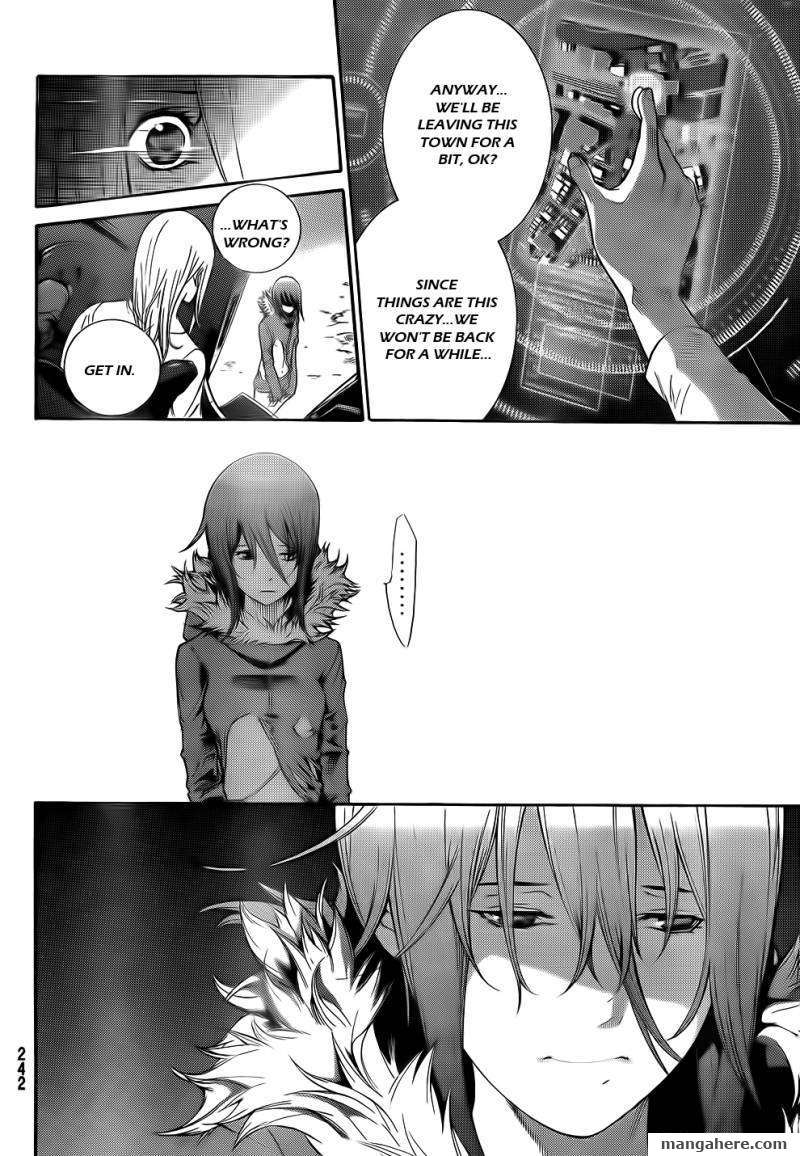 ANYWAY...
WE'LL BE
LEAVING THIS
TOWN FOR A
BIT, OK?
SINCE
THINGS ARE THIS
CRAZY...WE
WON'T BE BACK
FOR A WHILE...
...WHAT'S
WRONG?
GET IN.
........
242
mangahere.com